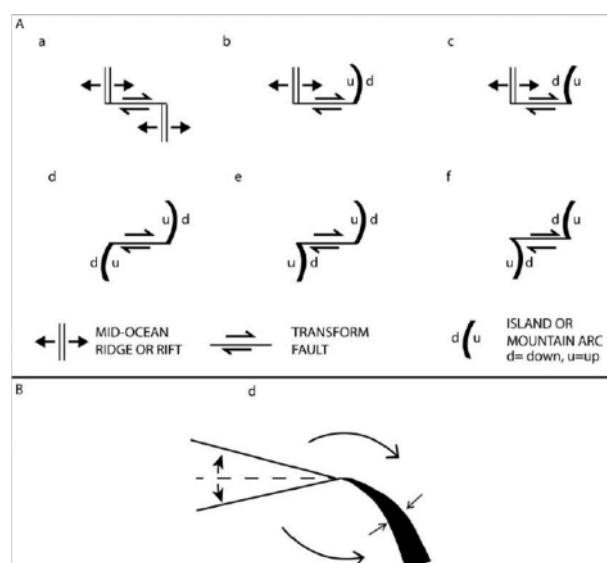 A
a b c
u d d u
d e f
u d u d d u
d u u d u d
MID-OCEAN
RIDGE OR RIFT
TRANSFORM
FAULT
d u
ISLAND OR
MOUNTAIN ARC
d= down, u=up
B d